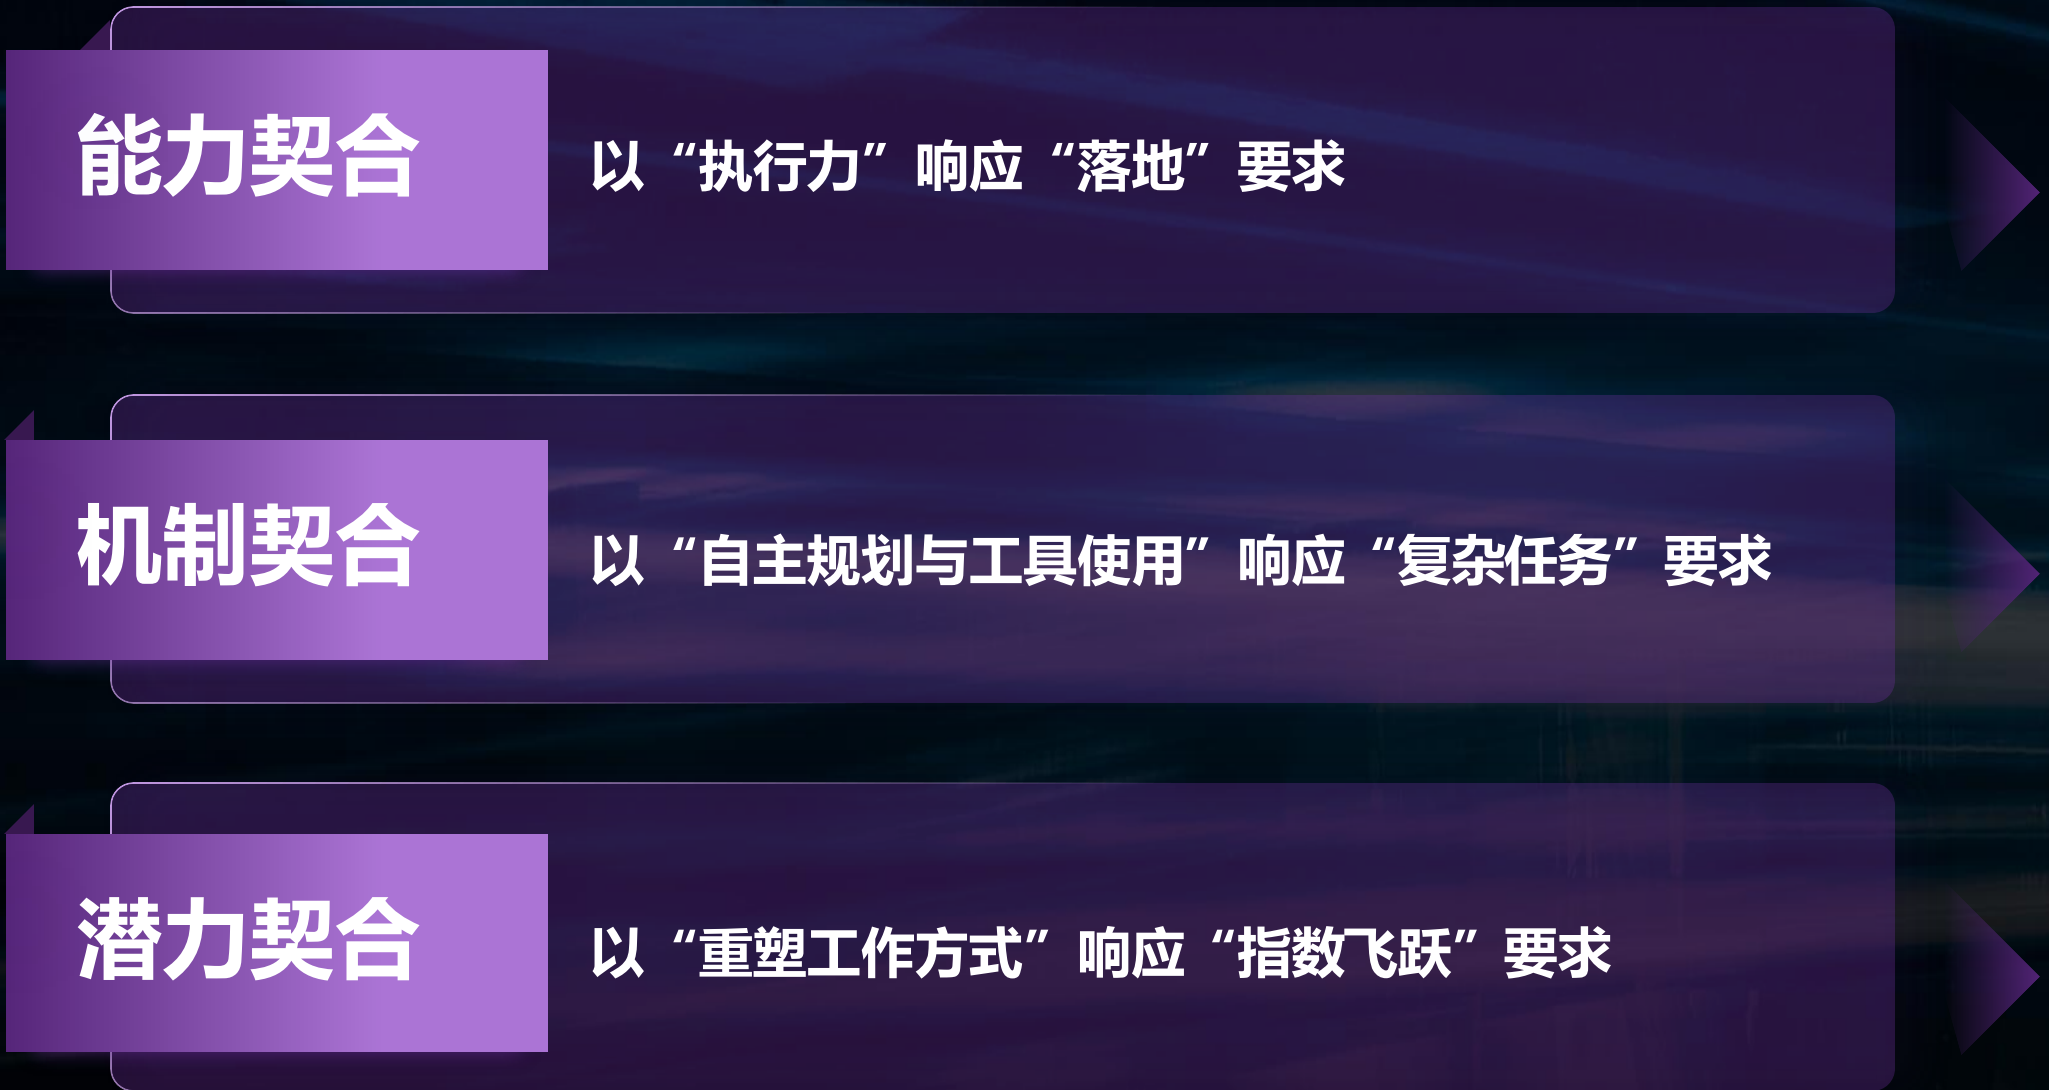 能力契合
以“执行力”响应“落地”要求
机制契合
以“自主规划与工具使用”响应“复杂任务”要求
潜力契合
以“重塑工作方式”响应“指数飞跃”要求